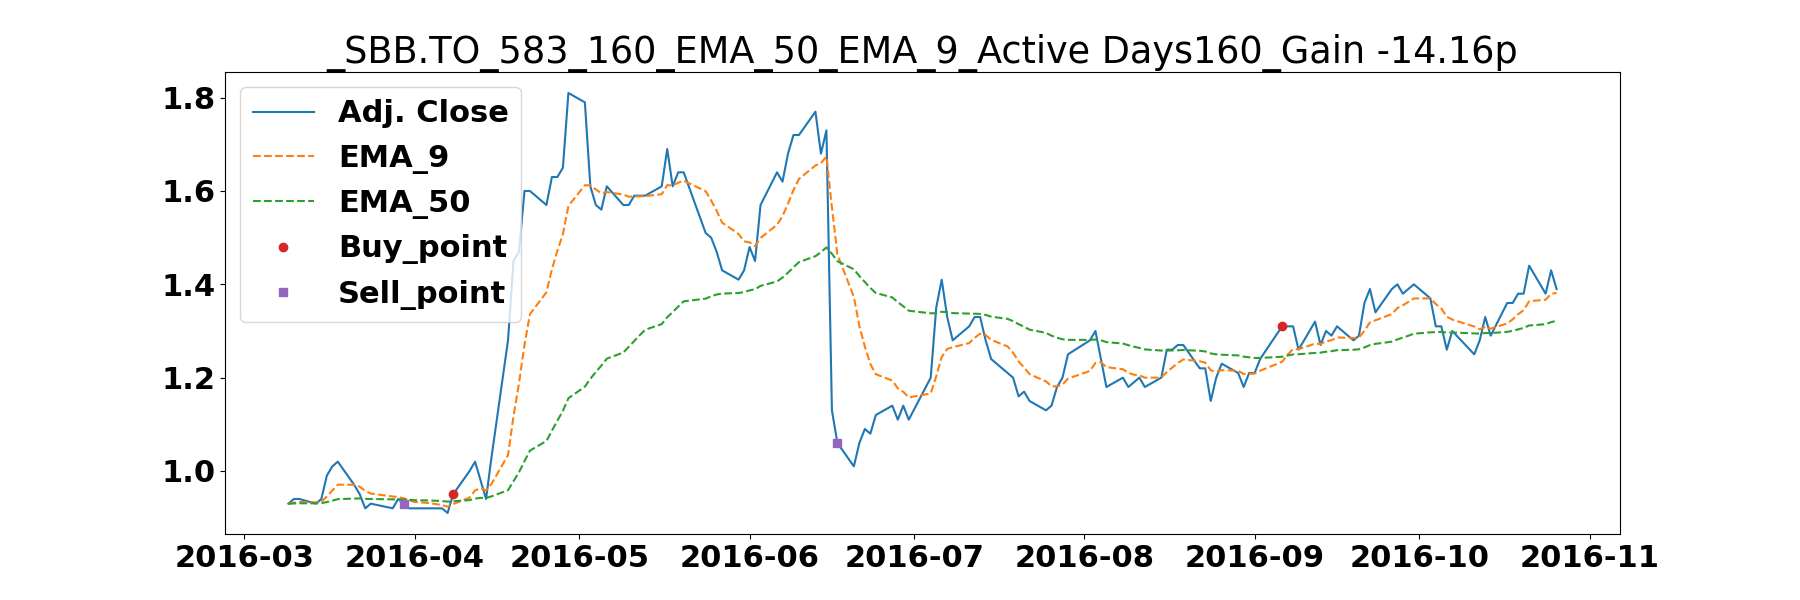 _SBB.TO_583_160_EMA_50_EMA_9_Active Days160_Gain -14.16p
1.8
1.6
1.4
1.2
1.0
Adj. Close
EMA_9
EMA_50
Buy_point
Sell_point
2016-03 2016-04 2016-05 2016-06 2016-07 2016-08 2016-09 2016-10 2016-11